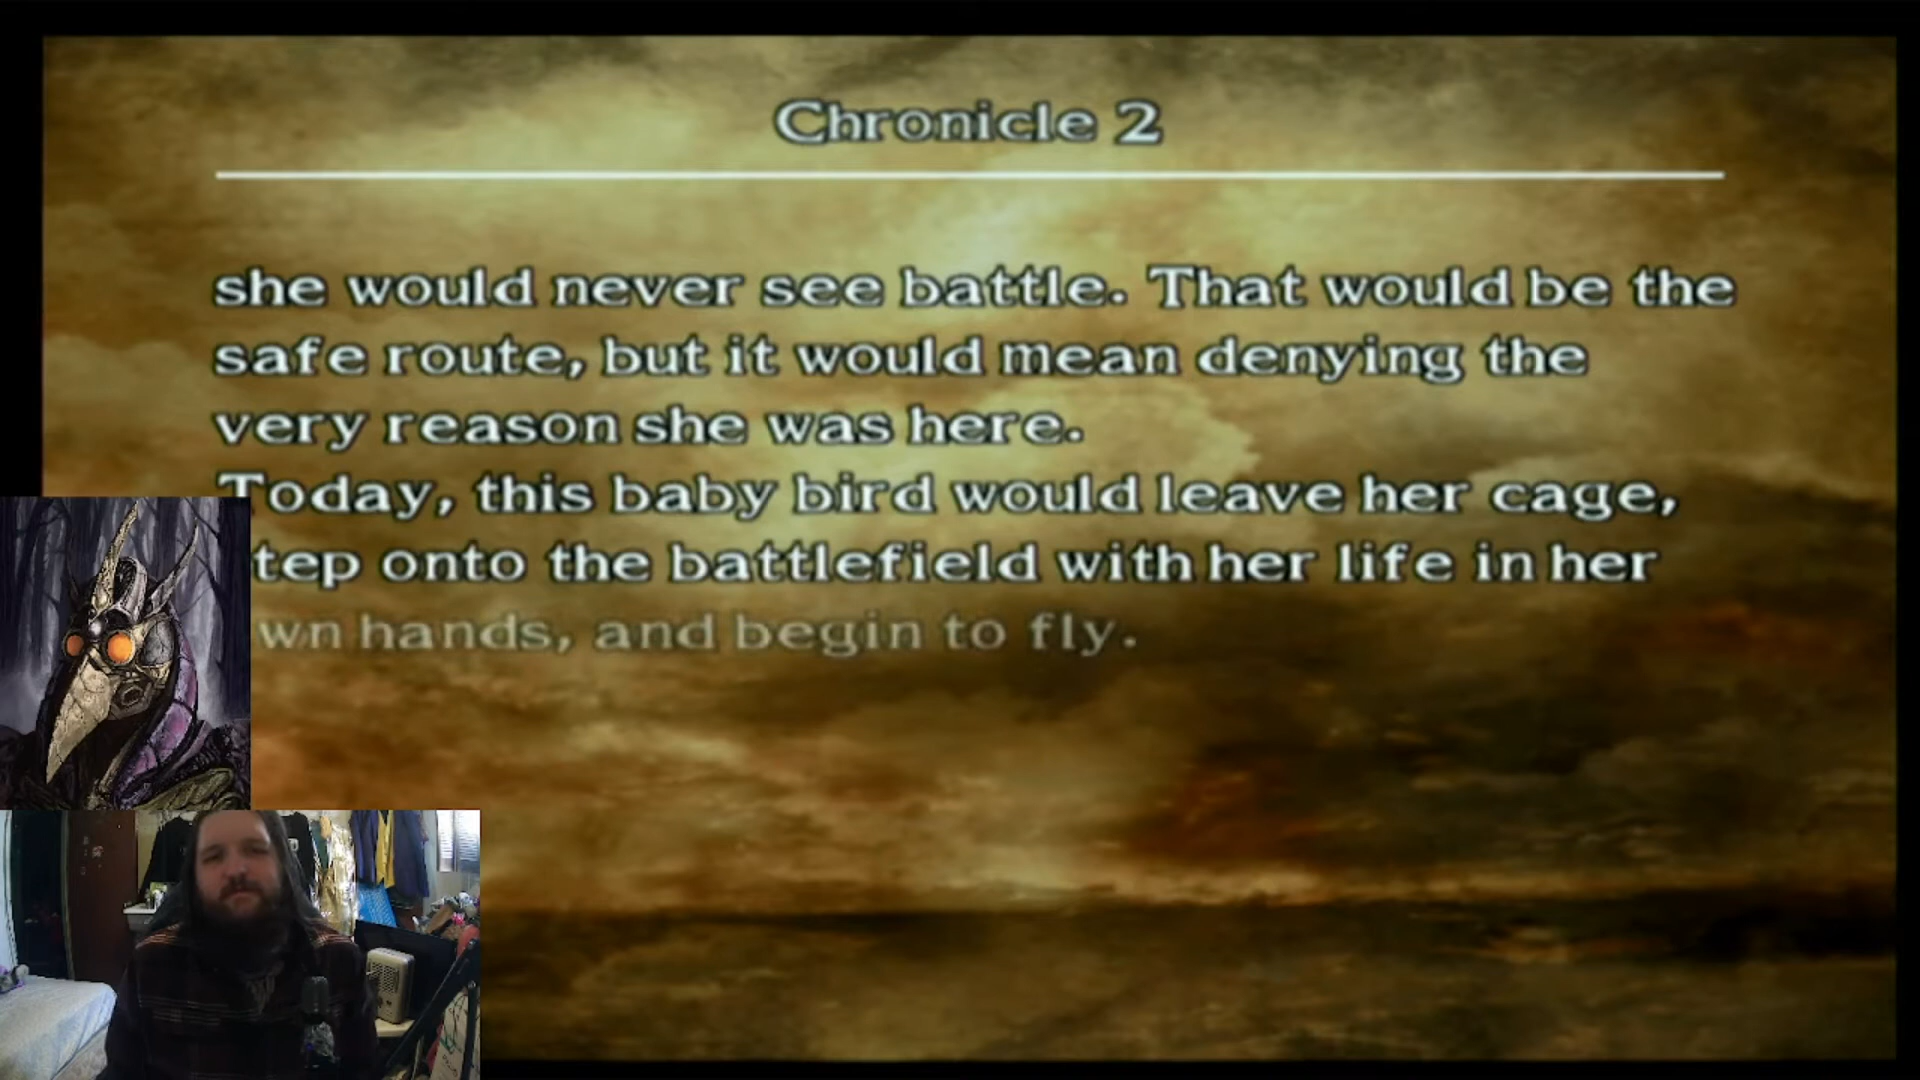 Chronicle 2
she would never see battle. That would be the
safe route, but it would mean denying the
very reason she was here.
Today, this baby bird would leave her cage,
tep onto the battlefield with her life in her
wn hands, and begin to fly.